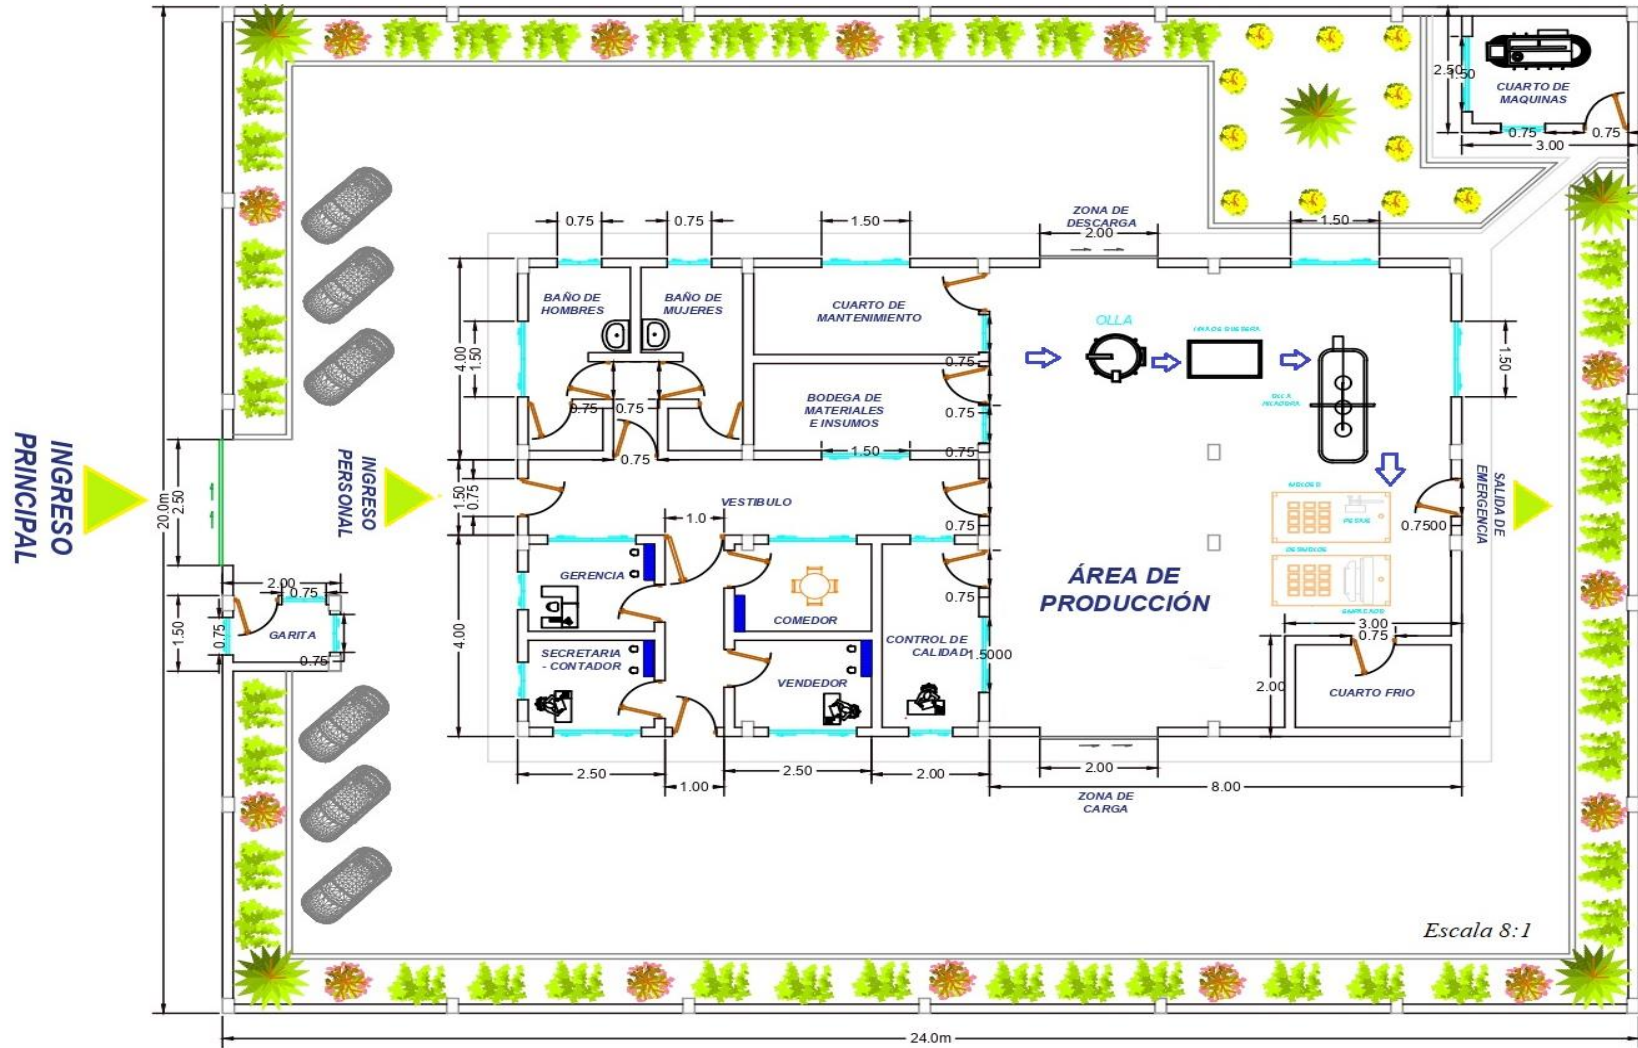 2.50
1.50
CUARTO DE
MAQUINAS
0.75
0.75
3.00
ZONA DE
DESCARGA
0.75
0.75
1.50
2.00
1.50
BAÑO DE
HOMBRES
BAÑO DE
MUJERES
CUARTO DE
MANTENIMIENTO
OLLA
4.00
1.50
0.75
1.50
BODEGA DE
MATERIALES
E INSUMOS
0.75
0.75
0.75
1.50
0.75
0.75
INGRESO
PRINCIPAL
20.0m
2.50
INGRESO
PERSONAL
1.50
0.75
VESTIBULO
1.0
0.75
MOLDEO
PESAJE
0.7500
SALIDA DE
EMERGENCIA
DESMOLDE
EMPACADO
GERENCIA
COMEDOR
ÁREA DE
PRODUCCIÓN
0.75
2.00
0.75
1.50
0.75
GARITA
0.75
4.00
SECRETARIA
- CONTADOR
VENDEDOR
CONTROL DE
CALIDAD
1.5000
3.00
0.75
2.00
CUARTO FRIO
2.50
1.00
2.50
2.00
2.00
8.00
ZONA DE
CARGA
Escala 8:1
24.0m